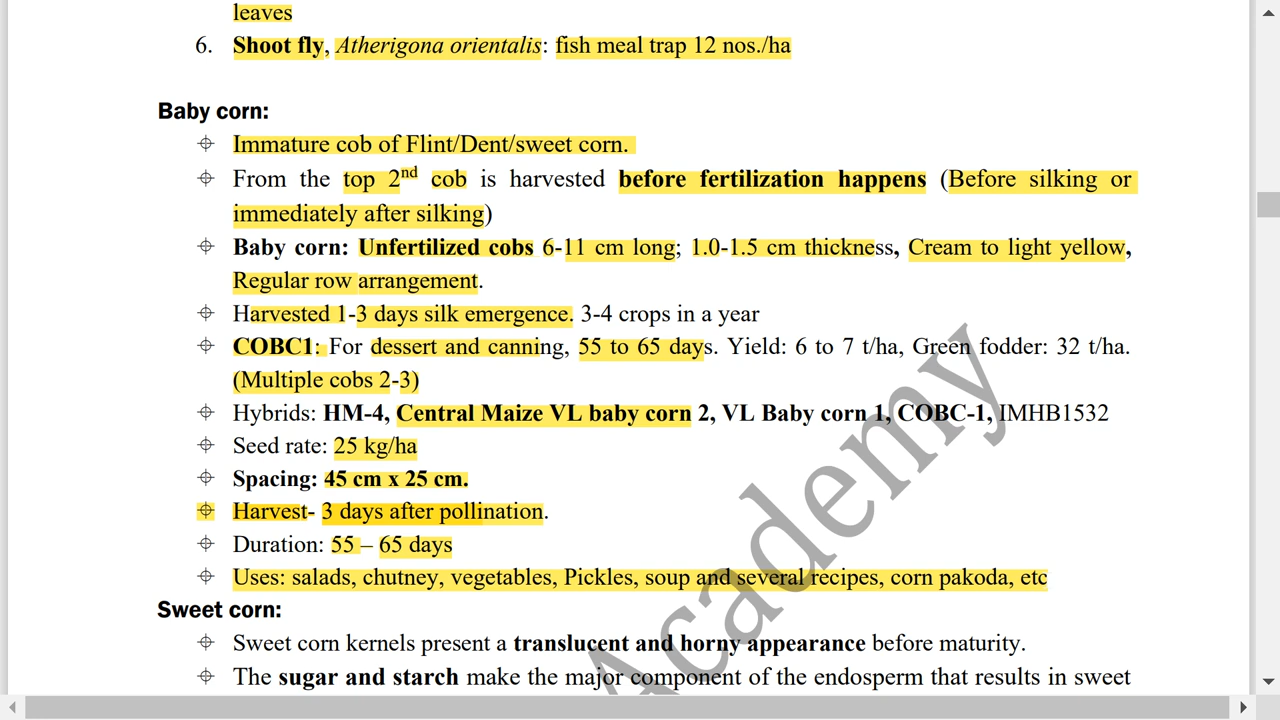 leaves
6. Shoot fly, Atherigona orientalis: fish meal trap 12 nos./ha
Baby corn:
Immature cob of Flint/Dent/sweet corn.
From the top 2nd cob is harvested before fertilization happens (Before silking or
immediately after silking)
Baby corn: Unfertilized cobs 6-11 cm long; 1.0-1.5 cm thickness, Cream to light yellow,
Regular row arrangement.
Harvested 1-3 days silk emergence. 3-4 crops in a year
COBC1: For dessert and canning, 55 to 65 days. Yield: 6 to 7 t/ha, Green fodder: 32 t/ha.
(Multiple cobs 2-3)
Hybrids: HM-4, Central Maize VL baby corn 2, VL Baby corn 1, COBC-1, IMHB1532
Seed rate: 25 kg/ha
Spacing: 45 cm x 25 cm.
Harvest- 3 days after pollination.
Duration: 55 – 65 days
Uses: salads, chutney, vegetables, Pickles, soup and several recipes, corn pakoda, etc
Sweet corn:
Sweet corn kernels present a translucent and horny appearance before maturity.
The sugar and starch make the major component of the endosperm that results in sweet
Academy